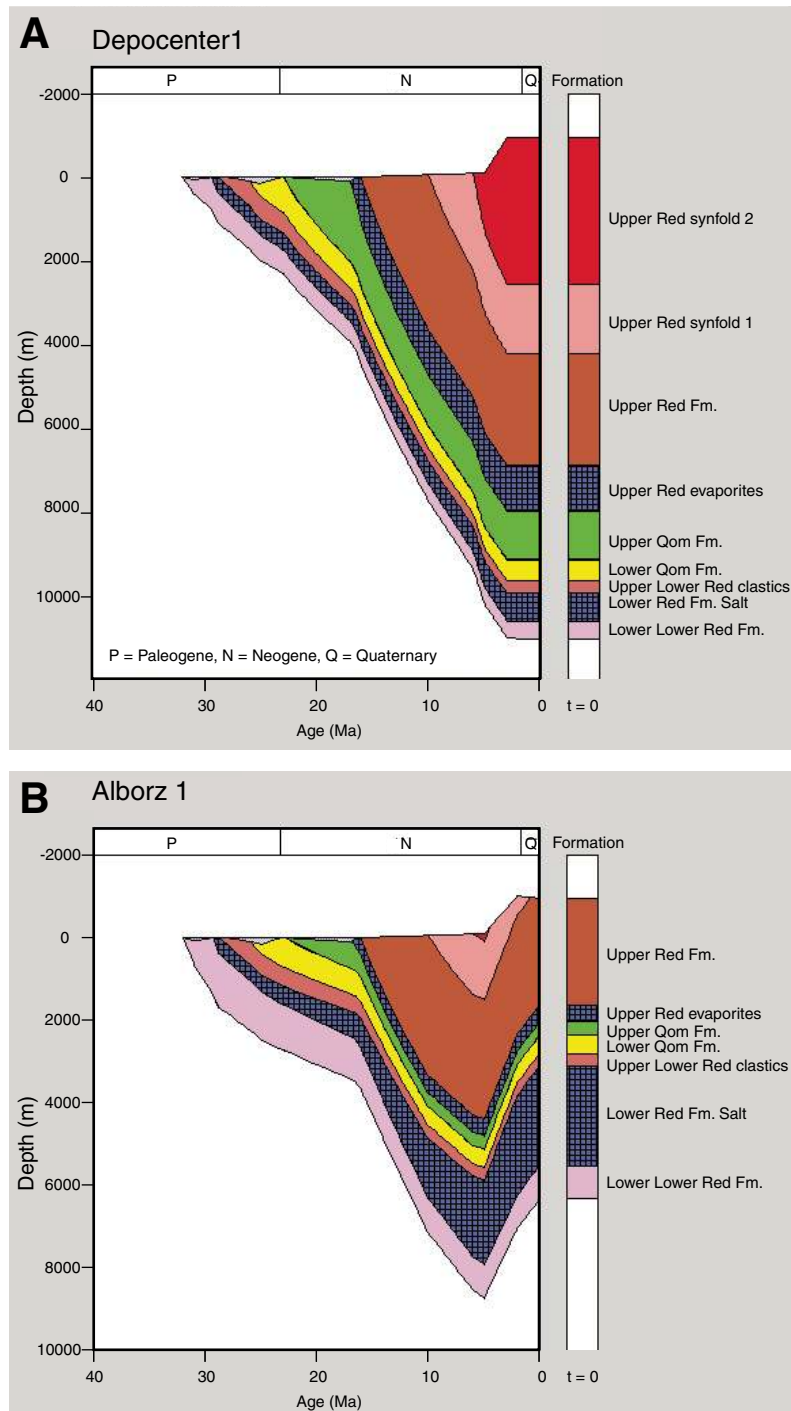 A Depocenter1
P N Q Formation
-2000
0
2000
4000
6000
8000
10000
Depth (m)
Upper Red synfold 2
Upper Red synfold 1
Upper Red Fm.
Upper Red evaporites
Upper Qom Fm.
Lower Qom Fm.
Upper Lower Red clastics
Lower Red Fm. Salt
Lower Lower Red Fm.
P = Paleogene, N = Neogene, Q = Quaternary
40 30 20 10 0 t = 0
Age (Ma)
B Alborz 1
P N Q Formation
-2000
0
2000
4000
6000
8000
10000
Depth (m)
Upper Red Fm.
Upper Red evaporites
Upper Qom Fm.
Lower Qom Fm.
Upper Lower Red clastics
Lower Red Fm. Salt
Lower Lower Red Fm.
40 30 20 10 0 t = 0
Age (Ma)